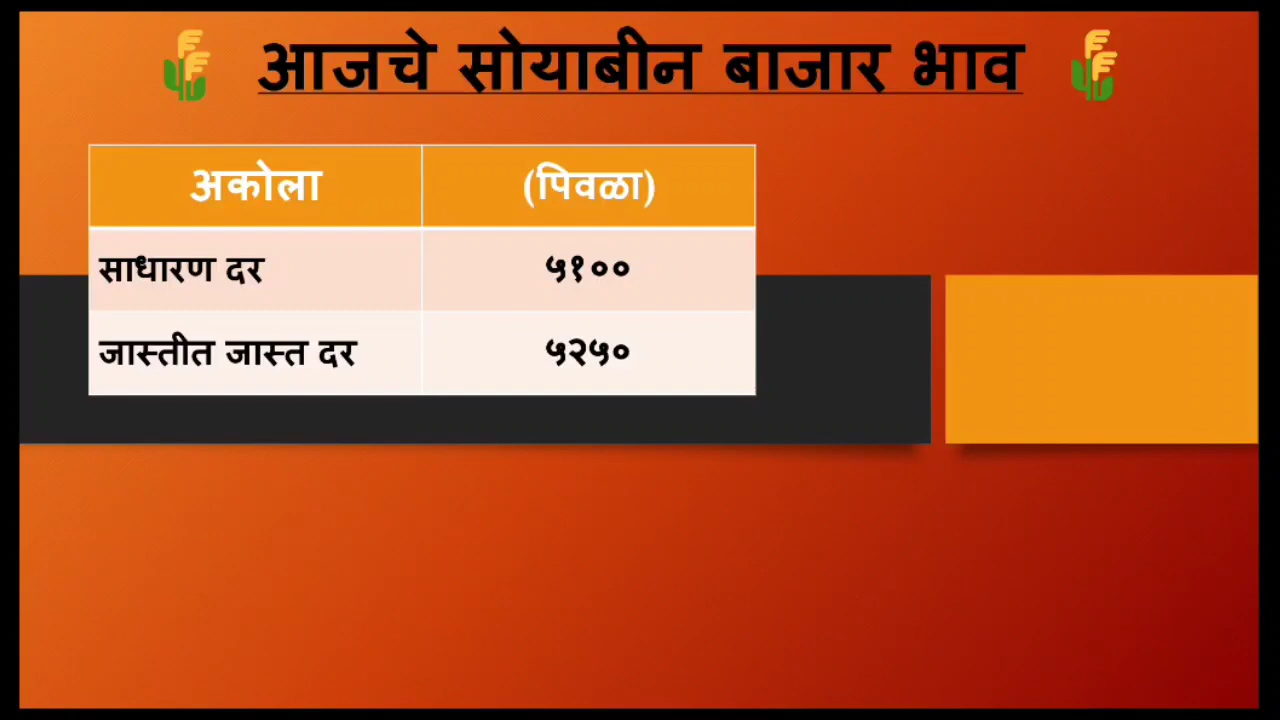 आजचे सोयाबीन बाजार भाव
अकोला (पिवळा)
साधारण दर ५१००
जास्तीत जास्त दर ५२५०